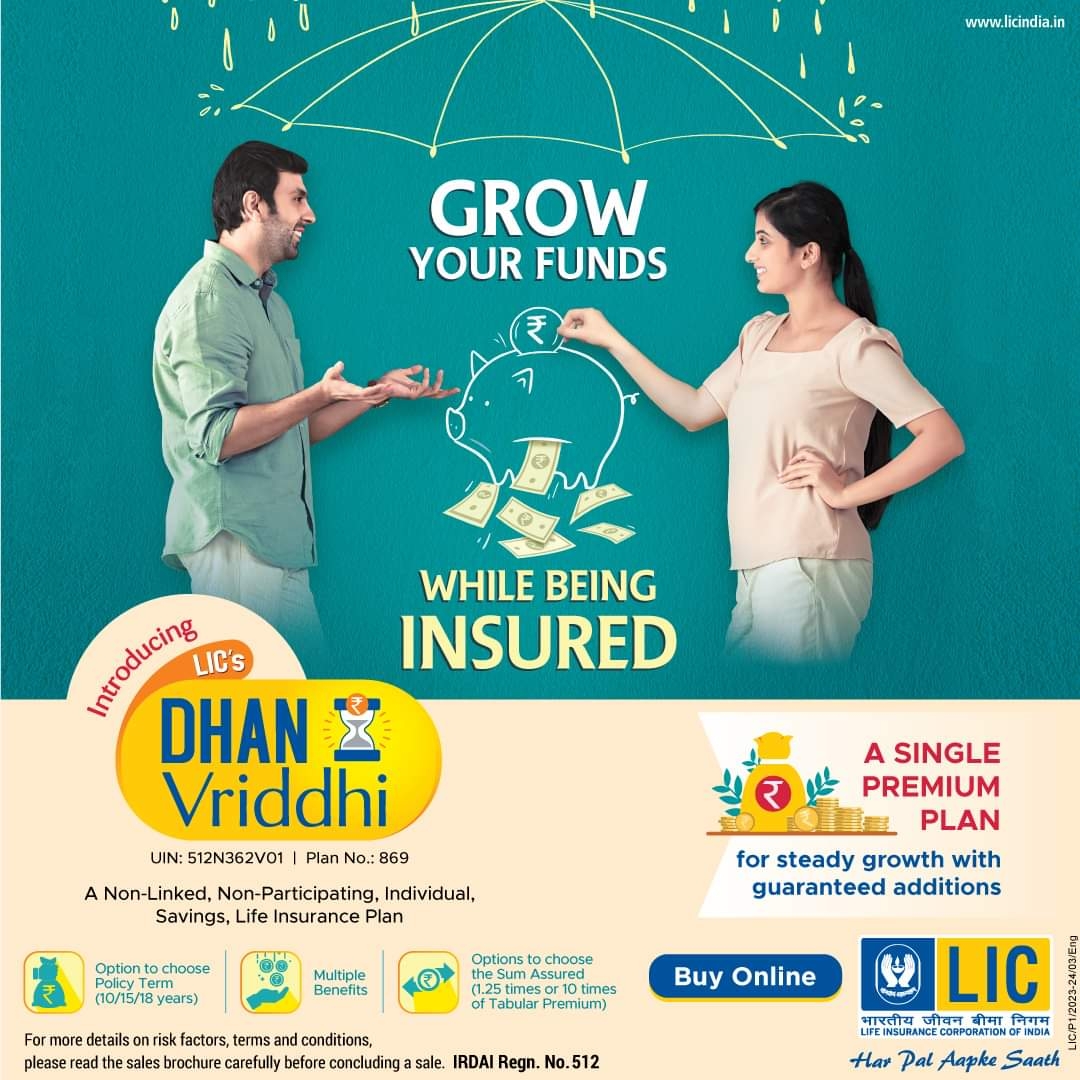 www.licindia.in
GROW
YOUR FUNDS
₹
WHILE BEING
INSURED
Introducing
LIC's
DHAN
Vriddhi
UIN: 512N362V01 | Plan No.: 869
A Non-Linked, Non-Participating, Individual,
Savings, Life Insurance Plan
A SINGLE
PREMIUM
PLAN
for steady growth with
guaranteed additions
Option to choose
Policy Term
(10/15/18 years)
Multiple
Benefits
Options to choose
the Sum Assured
(1.25 times or 10 times
of Tabular Premium)
Buy Online
LIC
भारतीय जीवन बीमा निगम
LIFE INSURANCE CORPORATION OF INDIA
Har Pal Aapke Saath
For more details on risk factors, terms and conditions,
please read the sales brochure carefully before concluding a sale. IRDAI Regn. No. 512
LIC/P1/2023-24/03/Eng